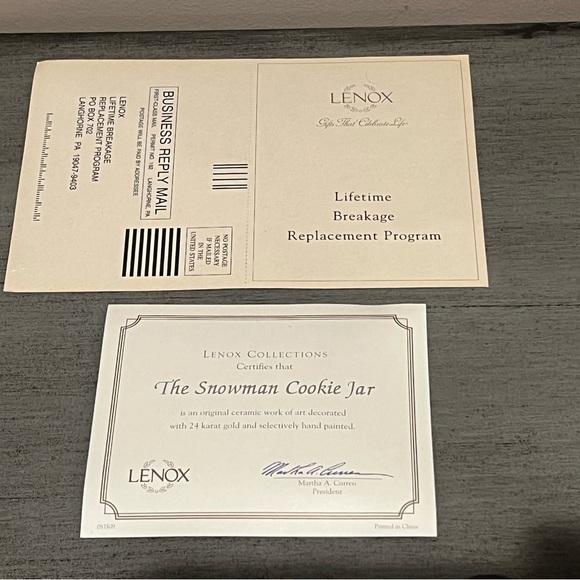 LENOX
Gifts That Celebrate Life
Lifetime
Breakage
Replacement Program
BUSINESS REPLY MAIL
FIRST-CLASS MAIL PERMIT NO. 182 LANGHORNE, PA
POSTAGE WILL BE PAID BY ADDRESSEE
LENOX
LIFETIME BREAKAGE
REPLACEMENT PROGRAM
PO BOX 702
LANGHORNE PA 19047-9403
NO POSTAGE
NECESSARY
IF MAILED
IN THE
UNITED STATES
LENOX COLLECTIONS
Certifies that
The Snowman Cookie Jar
is an original ceramic work of art decorated
with 24 karat gold and selectively hand painted.
LENOX
Martha A. Curren
Martha A. Curren
President
Printed in China